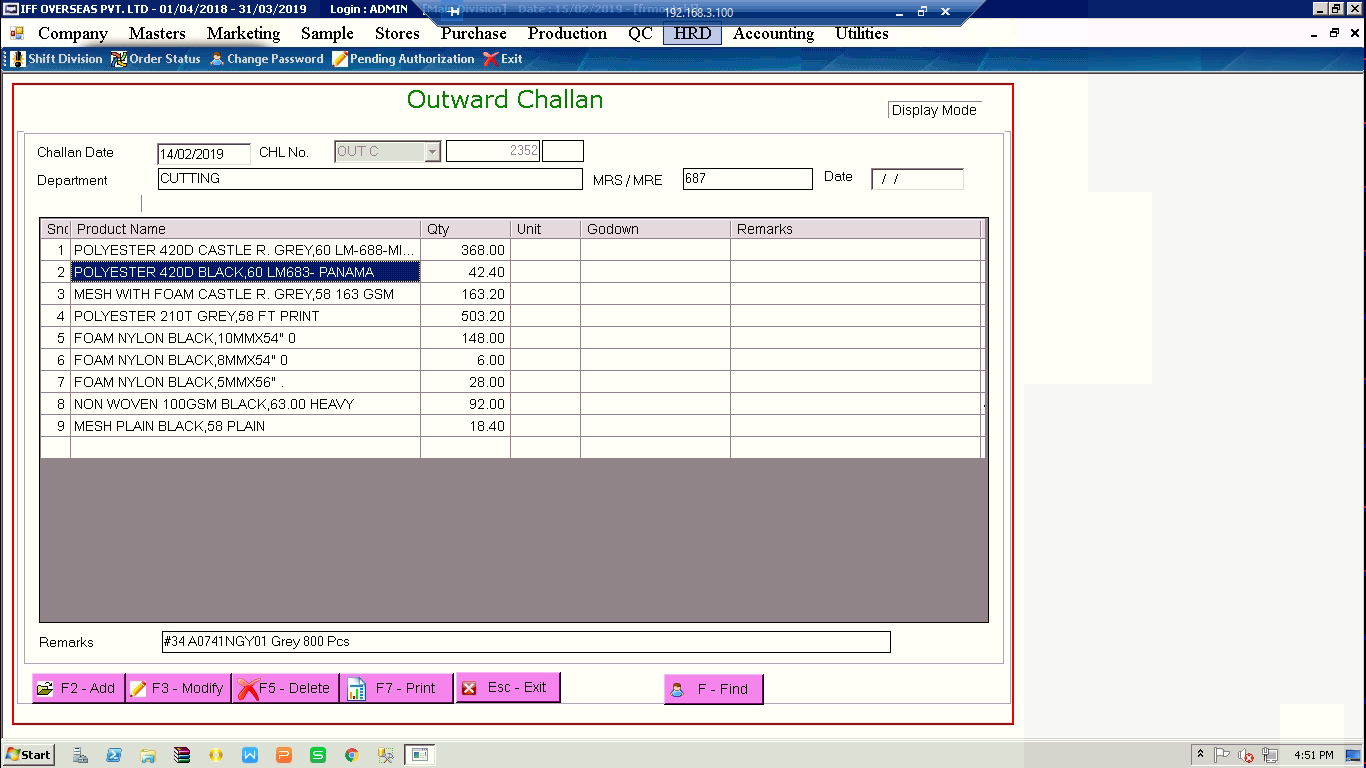 IFF OVERSEAS PVT. LTD - 01/04/2018 - 31/03/2019 Login : ADMIN
192.168.3.100
Company Masters Marketing Sample Stores Purchase Production QC HRD Accounting Utilities
Shift Division Order Status Change Password Pending Authorization Exit
Outward Challan
Display Mode
Challan Date 14/02/2019 CHL No. OUT C 2352
Department CUTTING MRS / MRE 687 Date / /
Snc Product Name Qty Unit Godown Remarks
1 POLYESTER 420D CASTLE R. GREY,60 LM-688-MI... 368.00
2 POLYESTER 420D BLACK,60 LM683- PANAMA 42.40
3 MESH WITH FOAM CASTLE R. GREY,58 163 GSM 163.20
4 POLYESTER 210T GREY,58 FT PRINT 503.20
5 FOAM NYLON BLACK,10MMX54" 0 148.00
6 FOAM NYLON BLACK,8MMX54" 0 6.00
7 FOAM NYLON BLACK,5MMX56" . 28.00
8 NON WOVEN 100GSM BLACK,63.00 HEAVY 92.00
9 MESH PLAIN BLACK,58 PLAIN 18.40
Remarks #34 A0741NGY01 Grey 800 Pcs
F2 - Add F3 - Modify F5 - Delete F7 - Print Esc - Exit F - Find
Start 4:51 PM